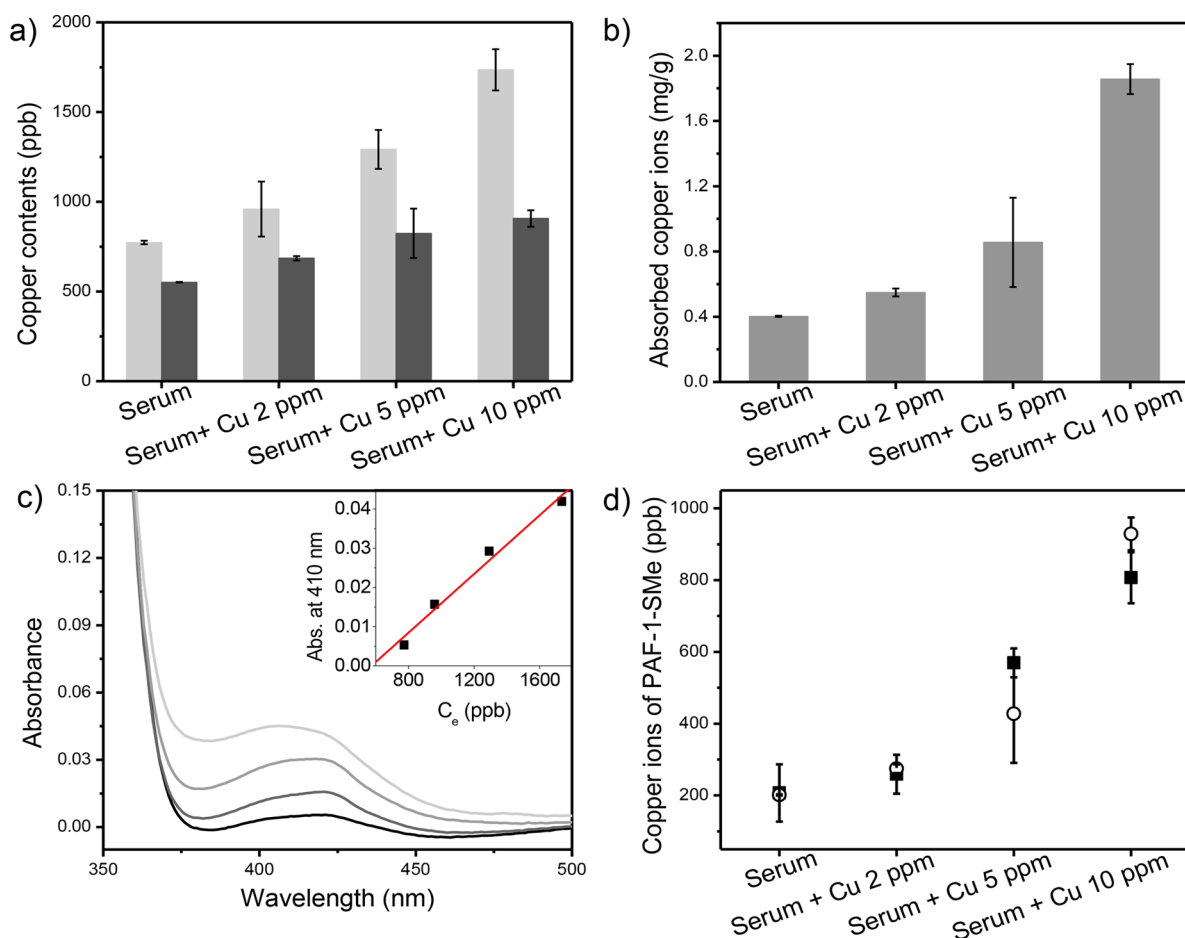 a)
Copper contents (ppb)
2000
1500
1000
500
0
Serum
Serum+ Cu 2 ppm
Serum+ Cu 5 ppm
Serum+ Cu 10 ppm
b)
Absorbed copper ions (mg/g)
2.0
1.6
1.2
0.8
0.4
0.0
Serum
Serum+ Cu 2 ppm
Serum+ Cu 5 ppm
Serum+ Cu 10 ppm
c)
Absorbance
0.15
0.12
0.09
0.06
0.03
0.00
350
400
450
500
Wavelength (nm)
Abs. at 410 nm
0.04
0.03
0.01
0.01
0.00
800
1200
1600
Ce (ppb)
d)
Copper ions of PAF-1-SMe (ppb)
1000
800
600
400
200
Serum
Serum + Cu 2 ppm
Serum + Cu 5 ppm
Serum + Cu 10 ppm